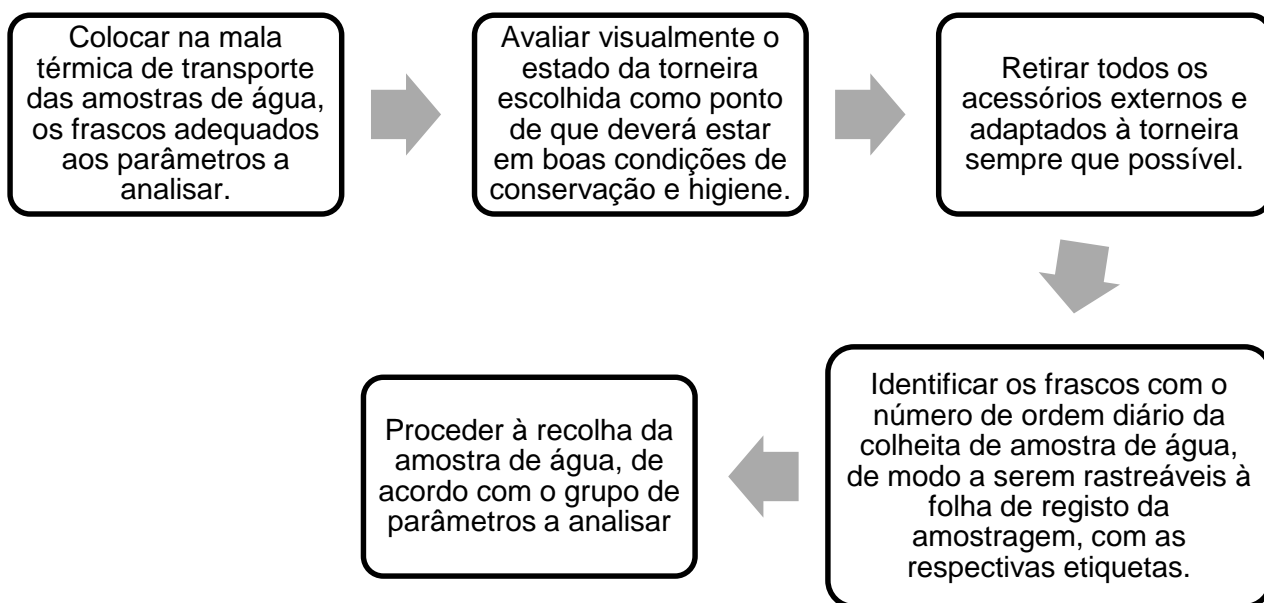 Colocar na mala
térmica de transporte
das amostras de água,
os frascos adequados
aos parâmetros a
analisar.
Avaliar visualmente o
estado da torneira
escolhida como ponto
de que deverá estar
em boas condições de
conservação e higiene.
Retirar todos os
acessórios externos e
adaptados à torneira
sempre que possível.
Identificar os frascos com o
número de ordem diário da
colheita de amostra de água,
de modo a serem rastreáveis à
folha de registo da
amostragem, com as
respectivas etiquetas.
Proceder à recolha da
amostra de água, de
acordo com o grupo de
parâmetros a analisar